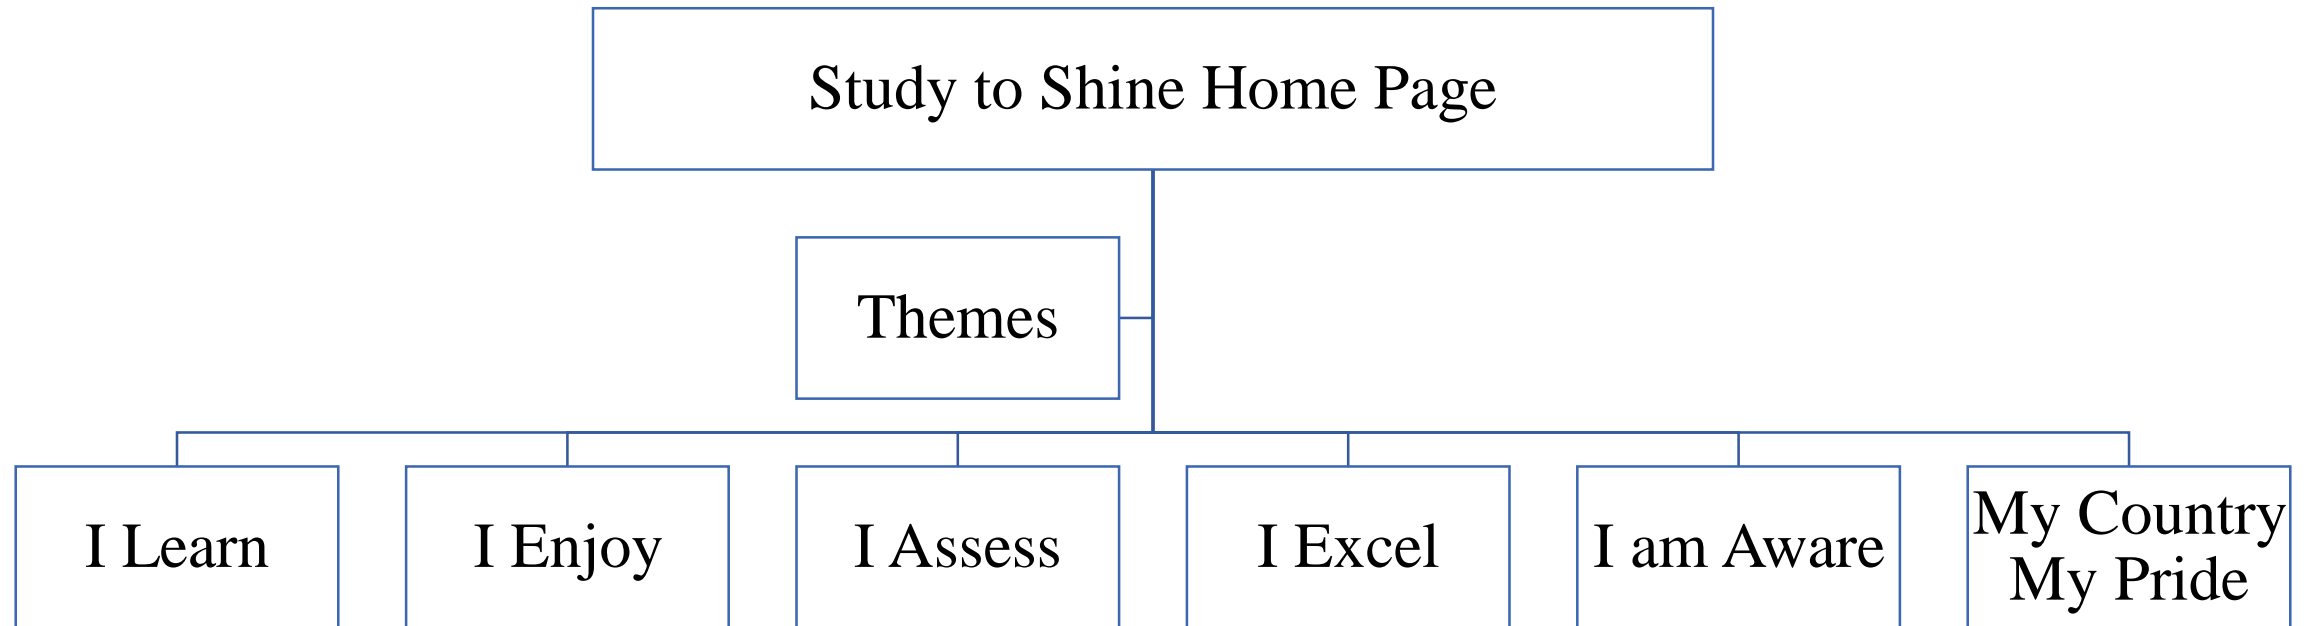 Study to Shine Home Page
Themes
I Learn
I Enjoy
I Assess
I Excel
I am Aware
My Country
My Pride